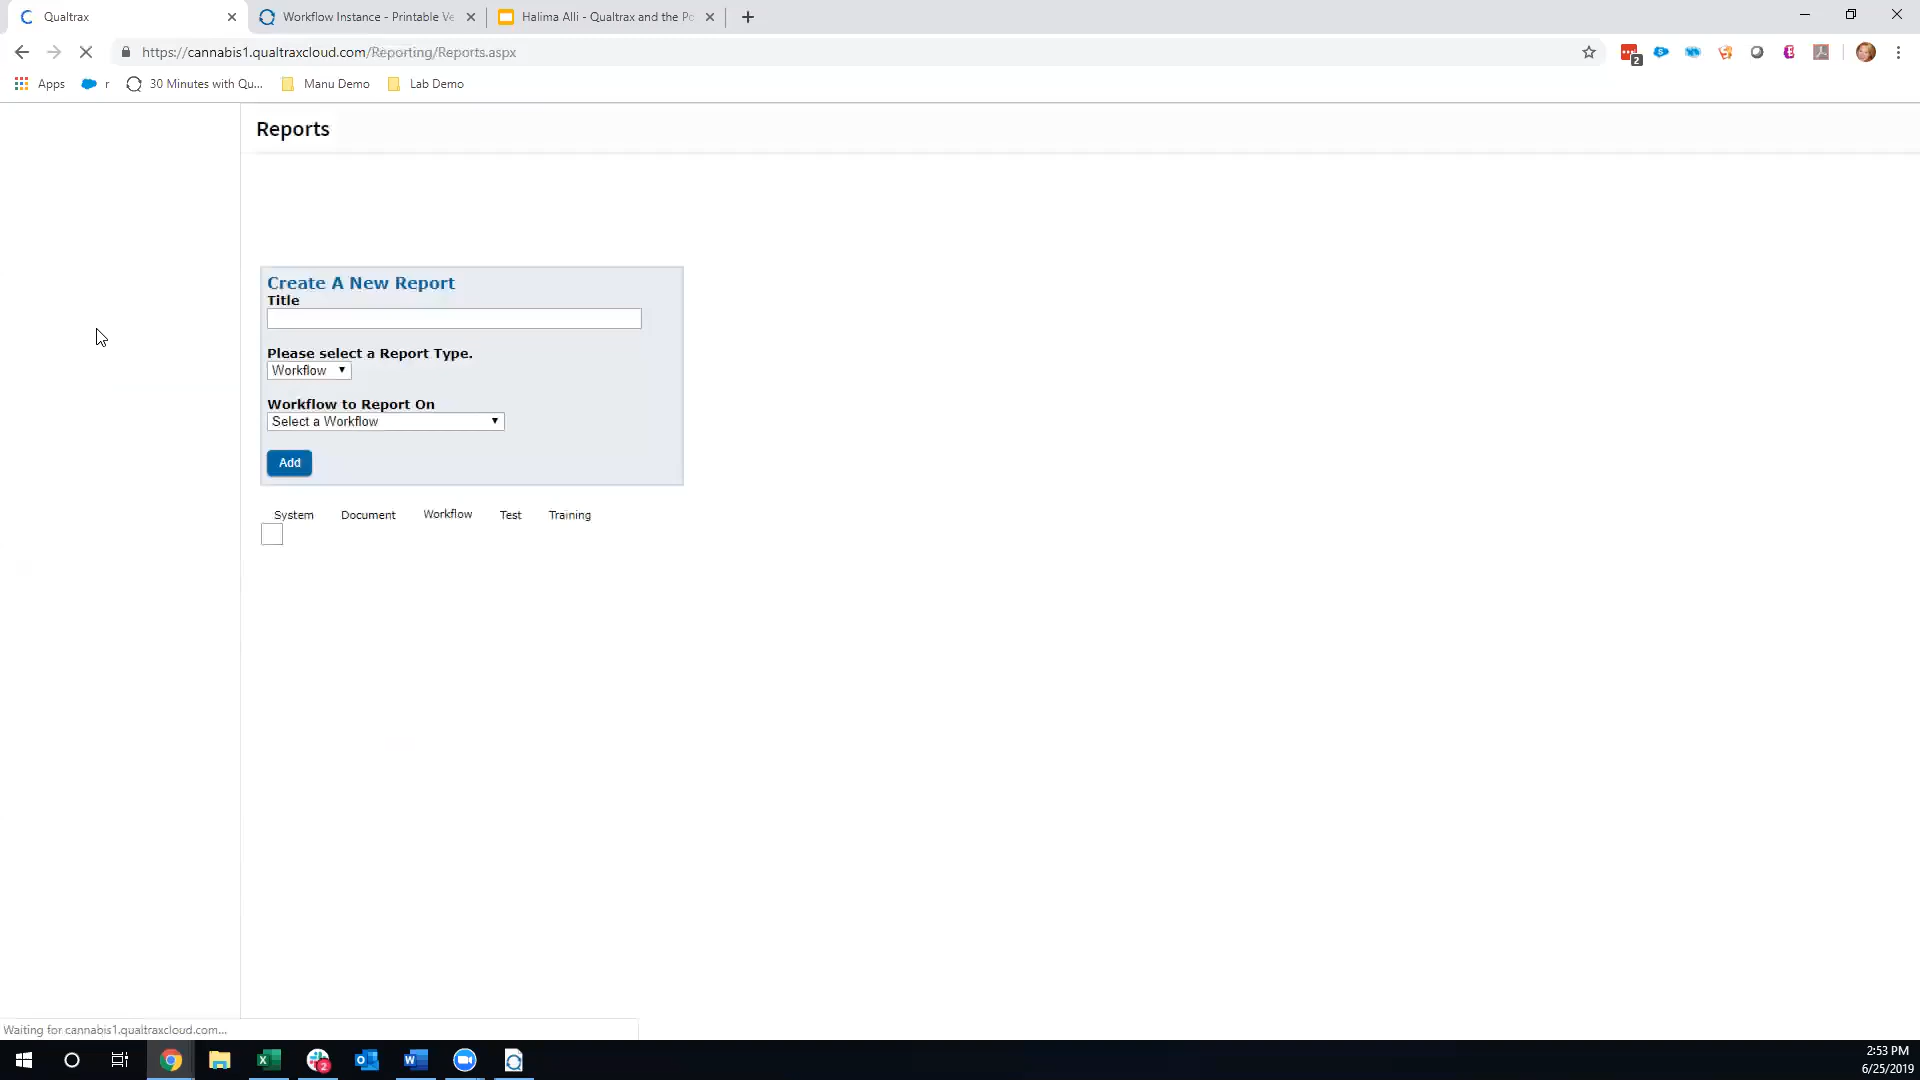 Qualtrax
Workflow Instance - Printable Ve
Halima Alli - Qualtrax and the Po
https://cannabis1.qualtraxcloud.com/Reporting/Reports.aspx
2
Apps
r
30 Minutes with Qu...
Manu Demo
Lab Demo
Reports
Create A New Report
Title
Please select a Report Type.
Workflow
Workflow to Report On
Select a Workflow
Add
System
Document
Workflow
Test
Training
Waiting for cannabis1.qualtraxcloud.com...
2
2:53 PM
6/25/2019